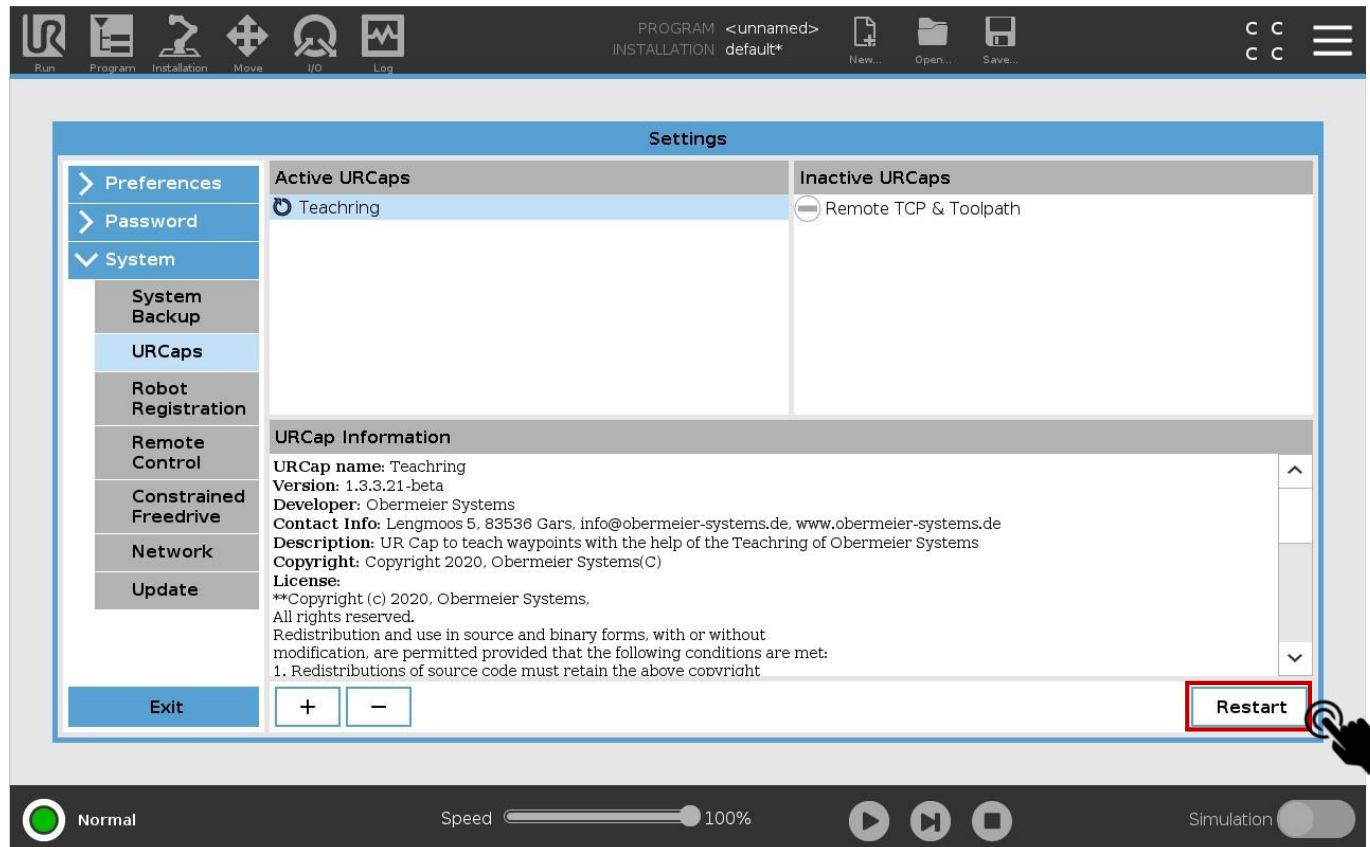 PROGRAM <unnamed>
INSTALLATION default*
UR
Run Program Installation Move I/O Log
New... Open... Save...
C C
C C
Settings
Preferences
Password
System
System
Backup
URCaps
Robot
Registration
Remote
Control
Constrained
Freedrive
Network
Update
Exit
Active URCaps
Teachring
Inactive URCaps
Remote TCP & Toolpath
URCap Information
URCap name: Teachring
Version: 1.3.3.21-beta
Developer: Obermeier Systems
Contact Info: Lengmoos 5, 83536 Gars, info@obermeier-systems.de, www.obermeier-systems.de
Description: UR Cap to teach waypoints with the help of the Teachring of Obermeier Systems
Copyright: Copyright 2020, Obermeier Systems(C)
License:
**Copyright (c) 2020, Obermeier Systems,
All rights reserved.
Redistribution and use in source and binary forms, with or without
modification, are permitted provided that the following conditions are met:
1. Redistributions of source code must retain the above copyright
+ −
Restart
Normal
Speed 100%
Simulation